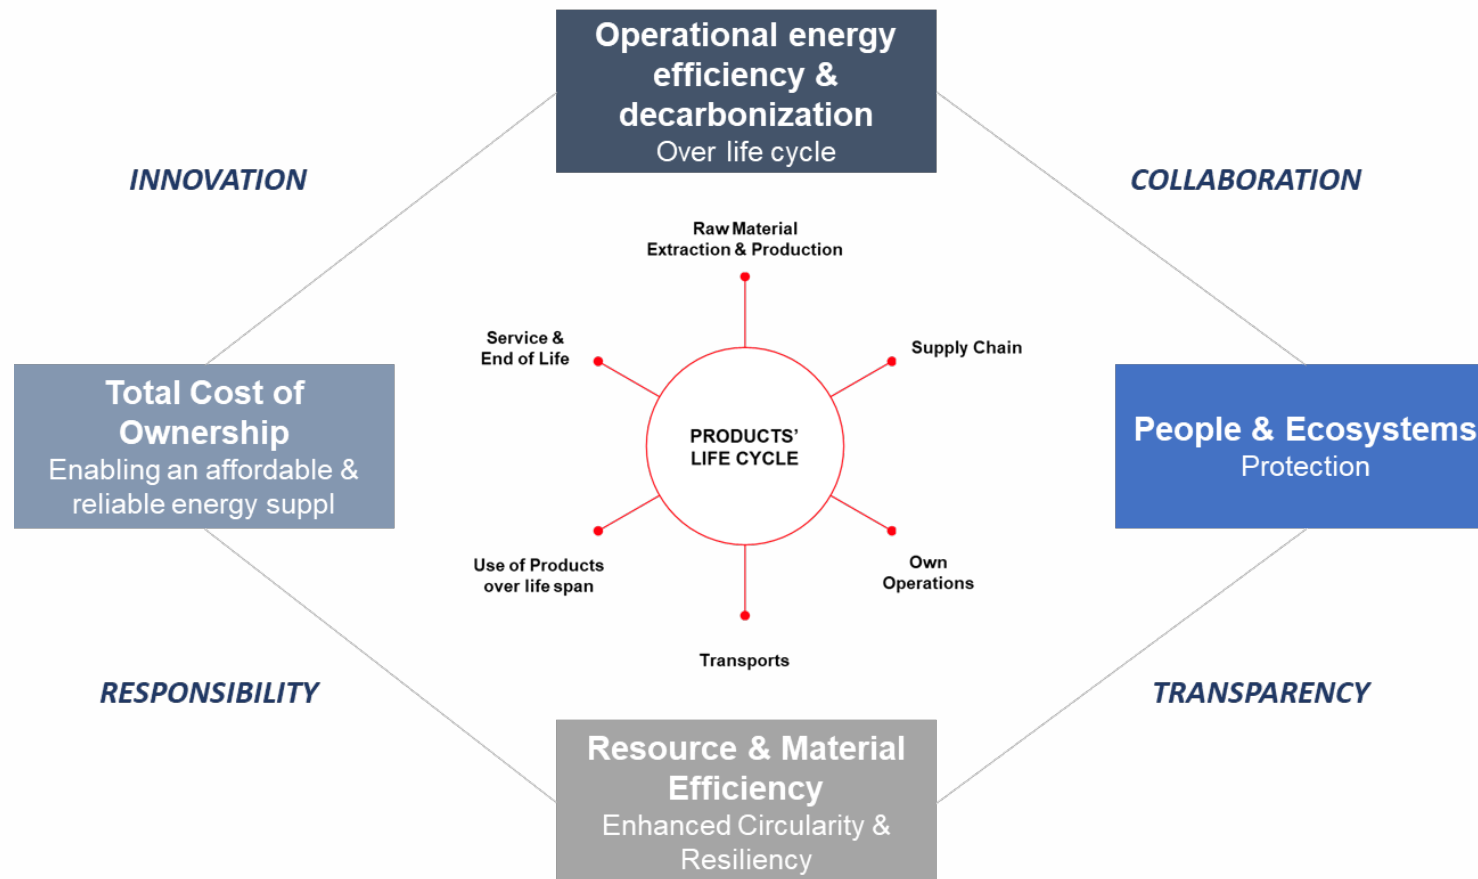 Operational energy
efficiency &
decarbonization
Over life cycle
INNOVATION
COLLABORATION
Raw Material
Extraction & Production
Service &
End of Life
Supply Chain
Total Cost of
Ownership
Enabling an affordable &
reliable energy suppl
PRODUCTS’
LIFE CYCLE
People & Ecosystems
Protection
Use of Products
over life span
Own
Operations
Transports
RESPONSIBILITY
TRANSPARENCY
Resource & Material
Efficiency
Enhanced Circularity &
Resiliency